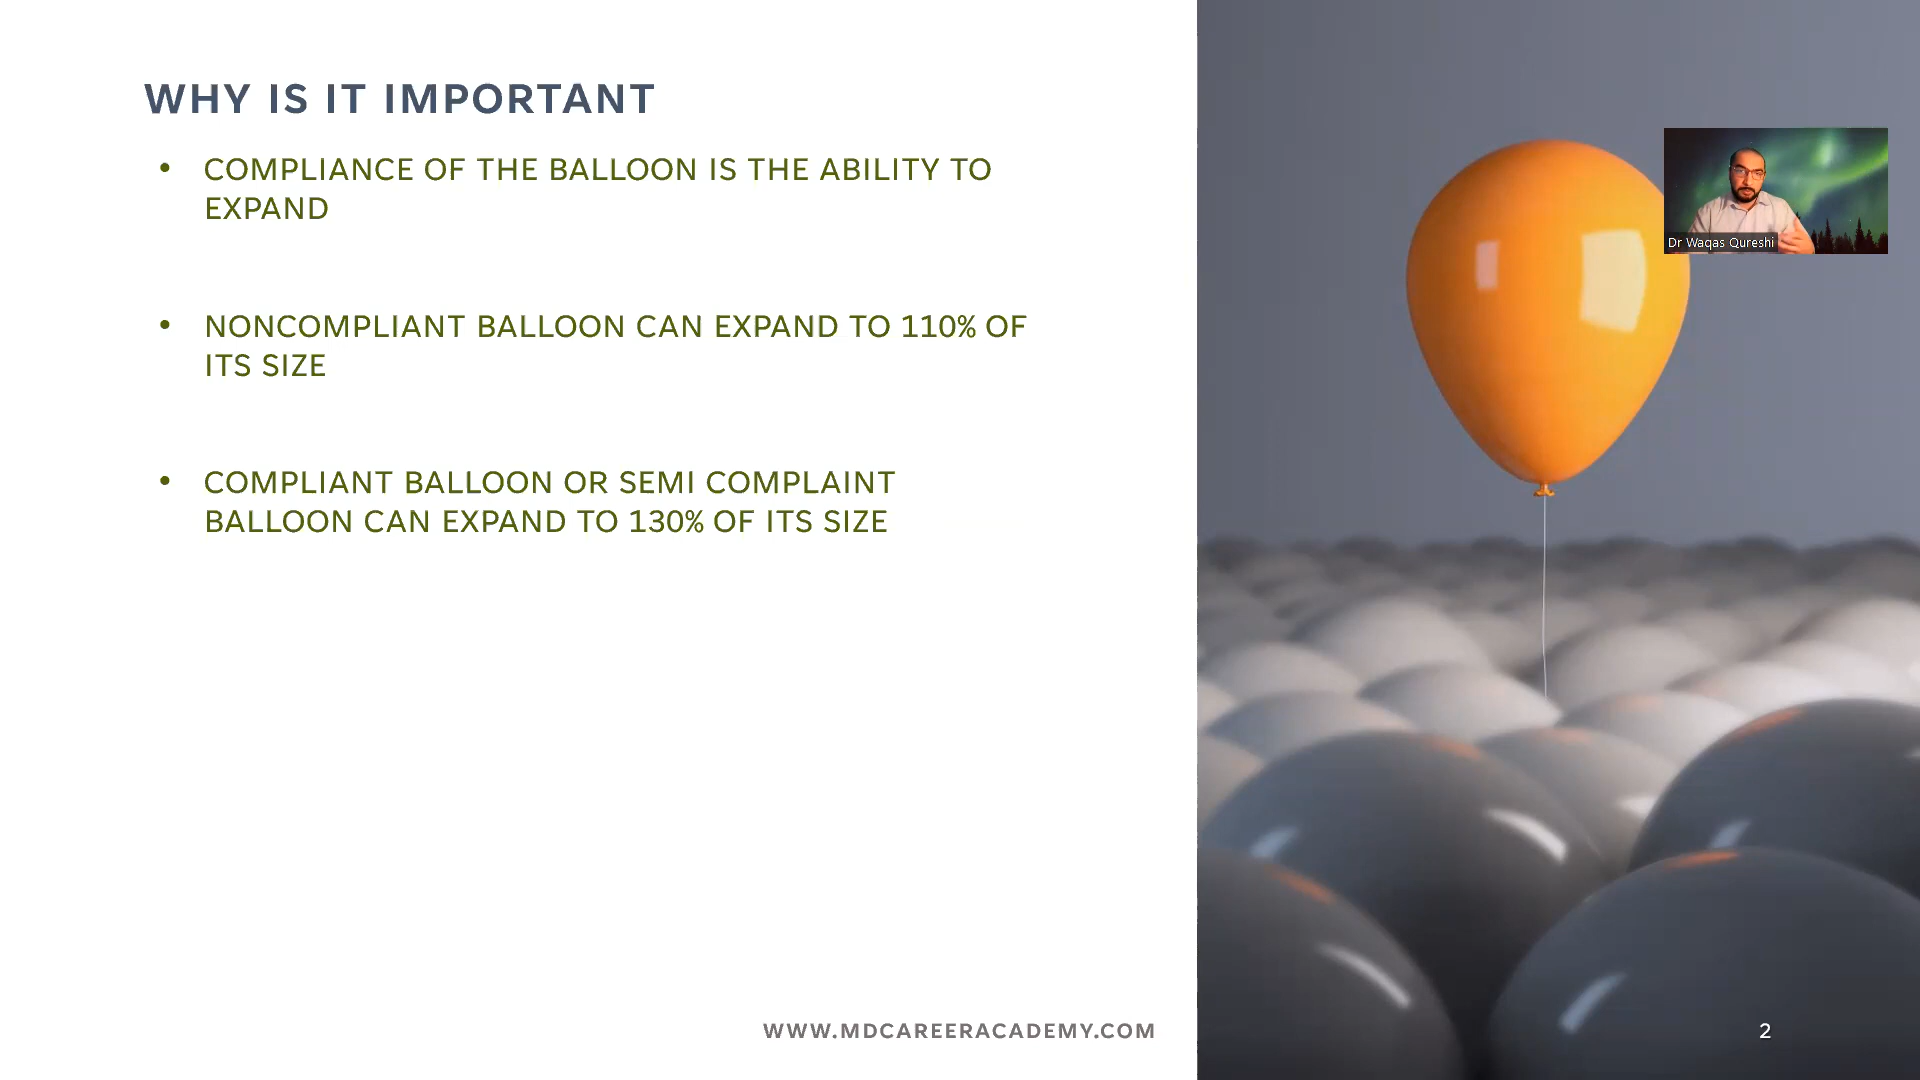 WHY IS IT IMPORTANT
• COMPLIANCE OF THE BALLOON IS THE ABILITY TO
EXPAND
• NONCOMPLIANT BALLOON CAN EXPAND TO 110% OF
ITS SIZE
• COMPLIANT BALLOON OR SEMI COMPLAINT
BALLOON CAN EXPAND TO 130% OF ITS SIZE
Dr Waqas Qureshi
WWW.MDCAREERACADEMY.COM
2